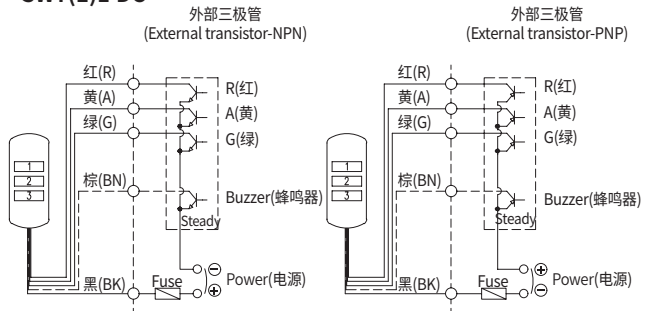 外部三极管
(External transistor-NPN)
红(R)
黄(A)
绿(G)
棕(BN)
黑(BK)
1
2
3
R(红)
A(黄)
G(绿)
Buzzer(蜂鸣器)
Steady
Fuse
Power(电源)
外部三极管
(External transistor-PNP)
红(R)
黄(A)
绿(G)
棕(BN)
黑(BK)
1
2
3
R(红)
A(黄)
G(绿)
Buzzer(蜂鸣器)
Steady
Fuse
Power(电源)